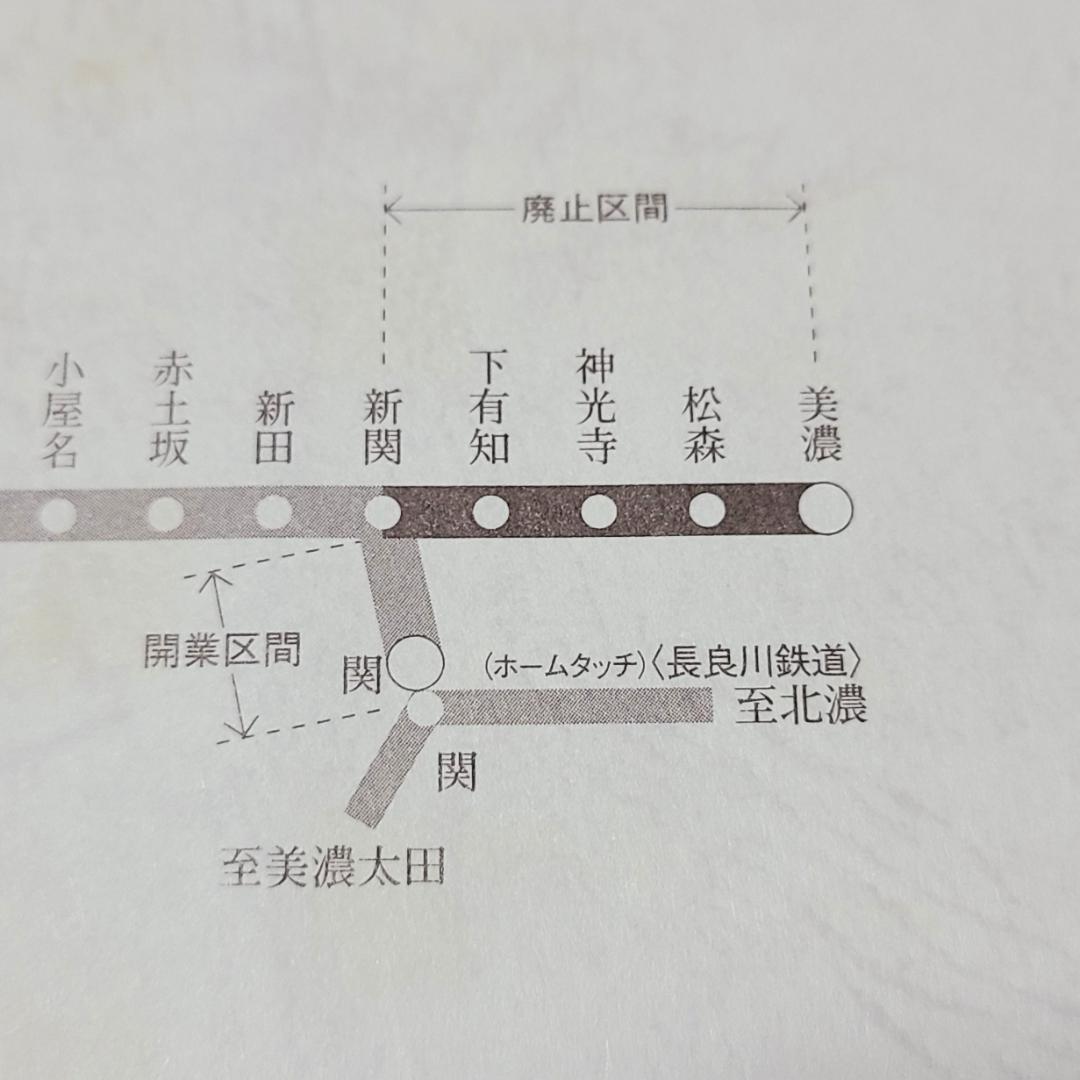 廃止区間
小屋名
赤土坂
新田
新関
下有知
神光寺
松森
美濃
開業区間
関
(ホームタッチ)〈長良川鉄道〉
至北濃
関
至美濃太田